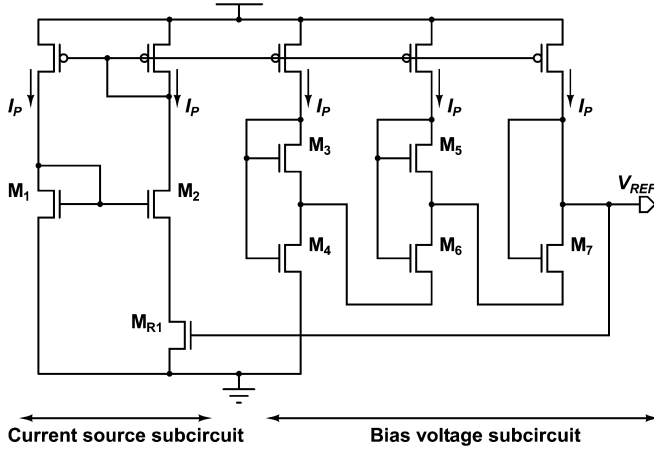 I_P I_P I_P I_P I_P
M_3 M_5
M_1 M_2 V_REF
M_4 M_6 M_7
M_R1
Current source subcircuit Bias voltage subcircuit